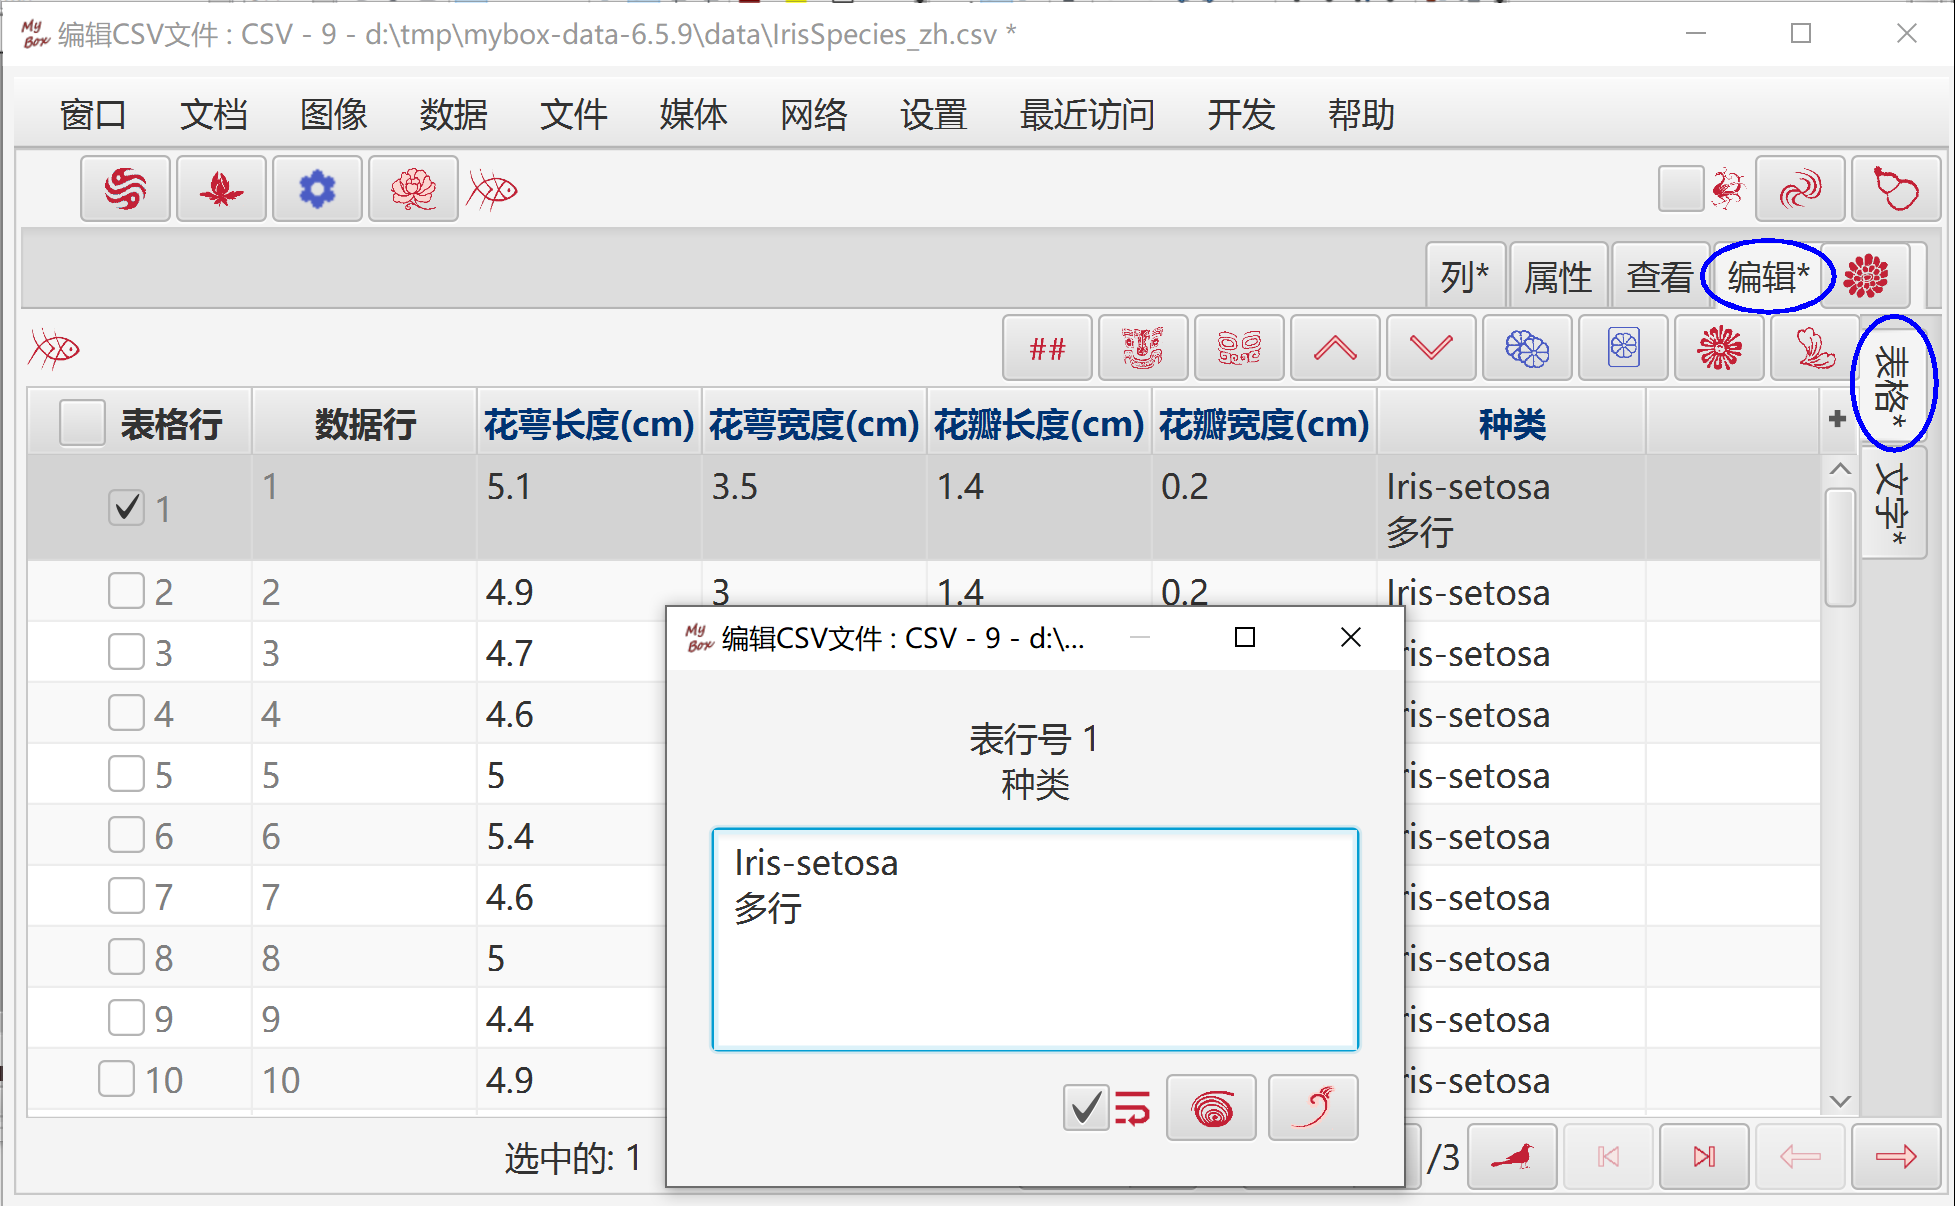 My Box 编辑CSV文件 : CSV - 9 - d:\tmp\mybox-data-6.5.9\data\IrisSpecies_zh.csv *
窗口 文档 图像 数据 文件 媒体 网络 设置 最近访问 开发 帮助
列* 属性 查看 编辑*
##
表格*
文字*
表格行 数据行 花萼长度(cm) 花萼宽度(cm) 花瓣长度(cm) 花瓣宽度(cm) 种类 +
1 1 5.1 3.5 1.4 0.2 Iris-setosa
多行
2 2 4.9 3 1.4 0.2 Iris-setosa
3 3 4.7 ris-setosa
4 4 4.6 ris-setosa
5 5 5 ris-setosa
6 6 5.4 ris-setosa
7 7 4.6 ris-setosa
8 8 5 ris-setosa
9 9 4.4 ris-setosa
10 10 4.9 ris-setosa
选中的: 1 /3
My Box 编辑CSV文件 : CSV - 9 - d:\...
表行号 1
种类
Iris-setosa
多行